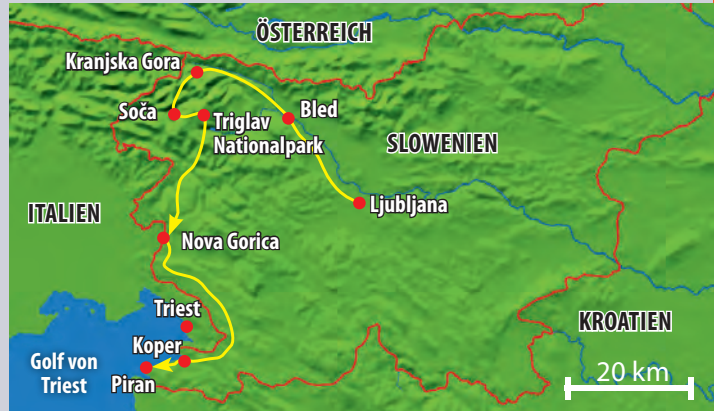 ÖSTERREICH
Kranjska Gora
Soča
Triglav
Nationalpark
Bled
SLOWENIEN
Ljubljana
ITALIEN
Nova Gorica
Triest
Koper
KROATIEN
Golf von
Triest
Piran
20 km